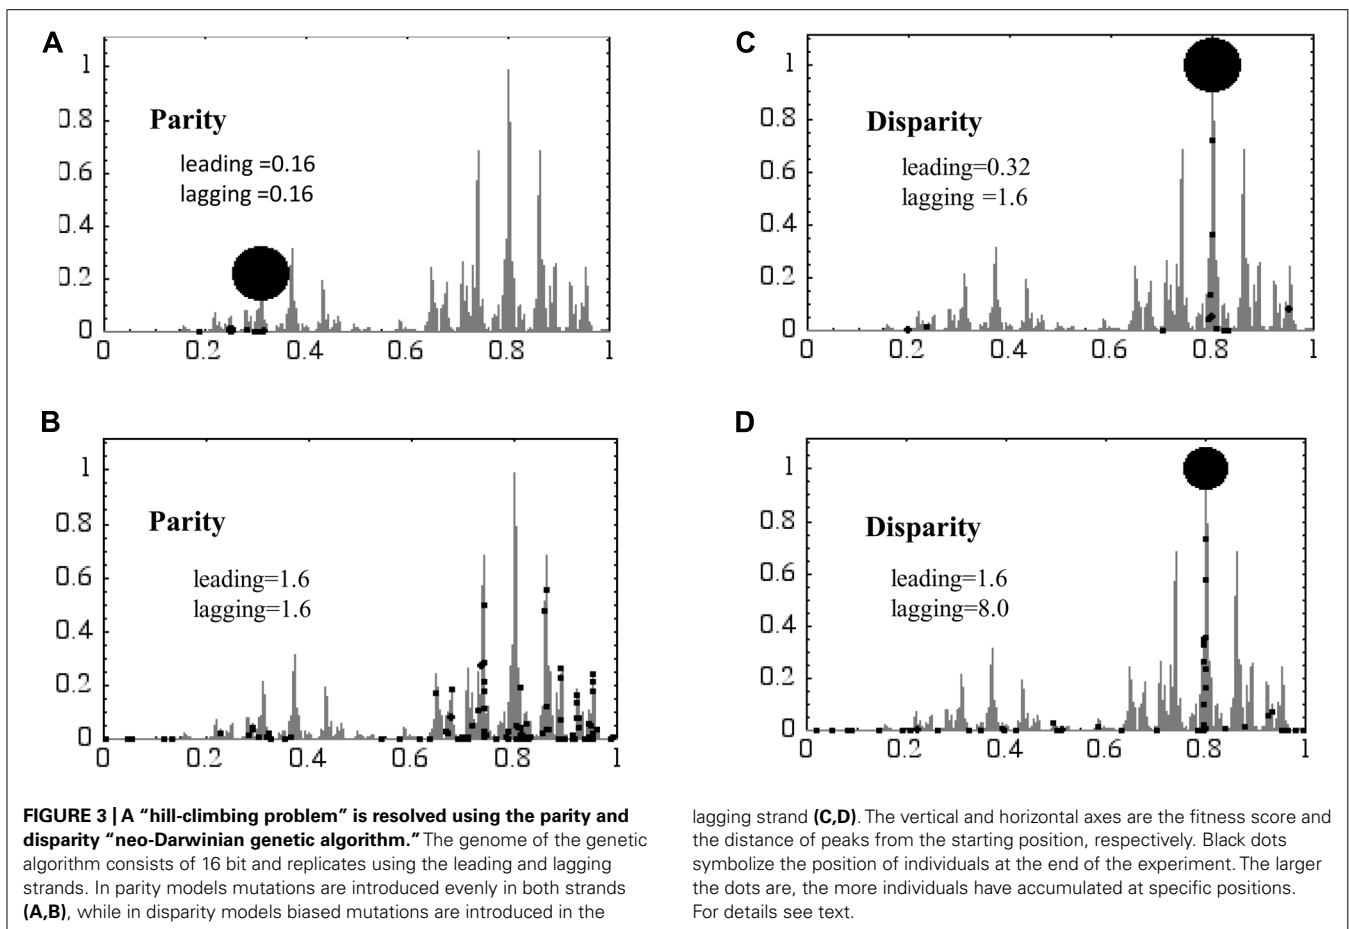 A
1
0.8
0.6
0.4
0.2
0
Parity
leading =0.16
lagging =0.16
0 0.2 0.4 0.6 0.8 1
C
1
0.8
0.6
0.4
0.2
0
Disparity
leading=0.32
lagging =1.6
0 0.2 0.4 0.6 0.8 1
B
1
0.8
0.6
0.4
0.2
0
Parity
leading=1.6
lagging=1.6
0 0.2 0.4 0.6 0.8 1
D
1
0.8
0.6
0.4
0.2
0
Disparity
leading=1.6
lagging=8.0
0 0.2 0.4 0.6 0.8 1
FIGURE 3 | A “hill-climbing problem” is resolved using the parity and
disparity “neo-Darwinian genetic algorithm.” The genome of the genetic
algorithm consists of 16 bit and replicates using the leading and lagging
strands. In parity models mutations are introduced evenly in both strands
(A,B), while in disparity models biased mutations are introduced in the
lagging strand (C,D). The vertical and horizontal axes are the fitness score and
the distance of peaks from the starting position, respectively. Black dots
symbolize the position of individuals at the end of the experiment. The larger
the dots are, the more individuals have accumulated at specific positions.
For details see text.